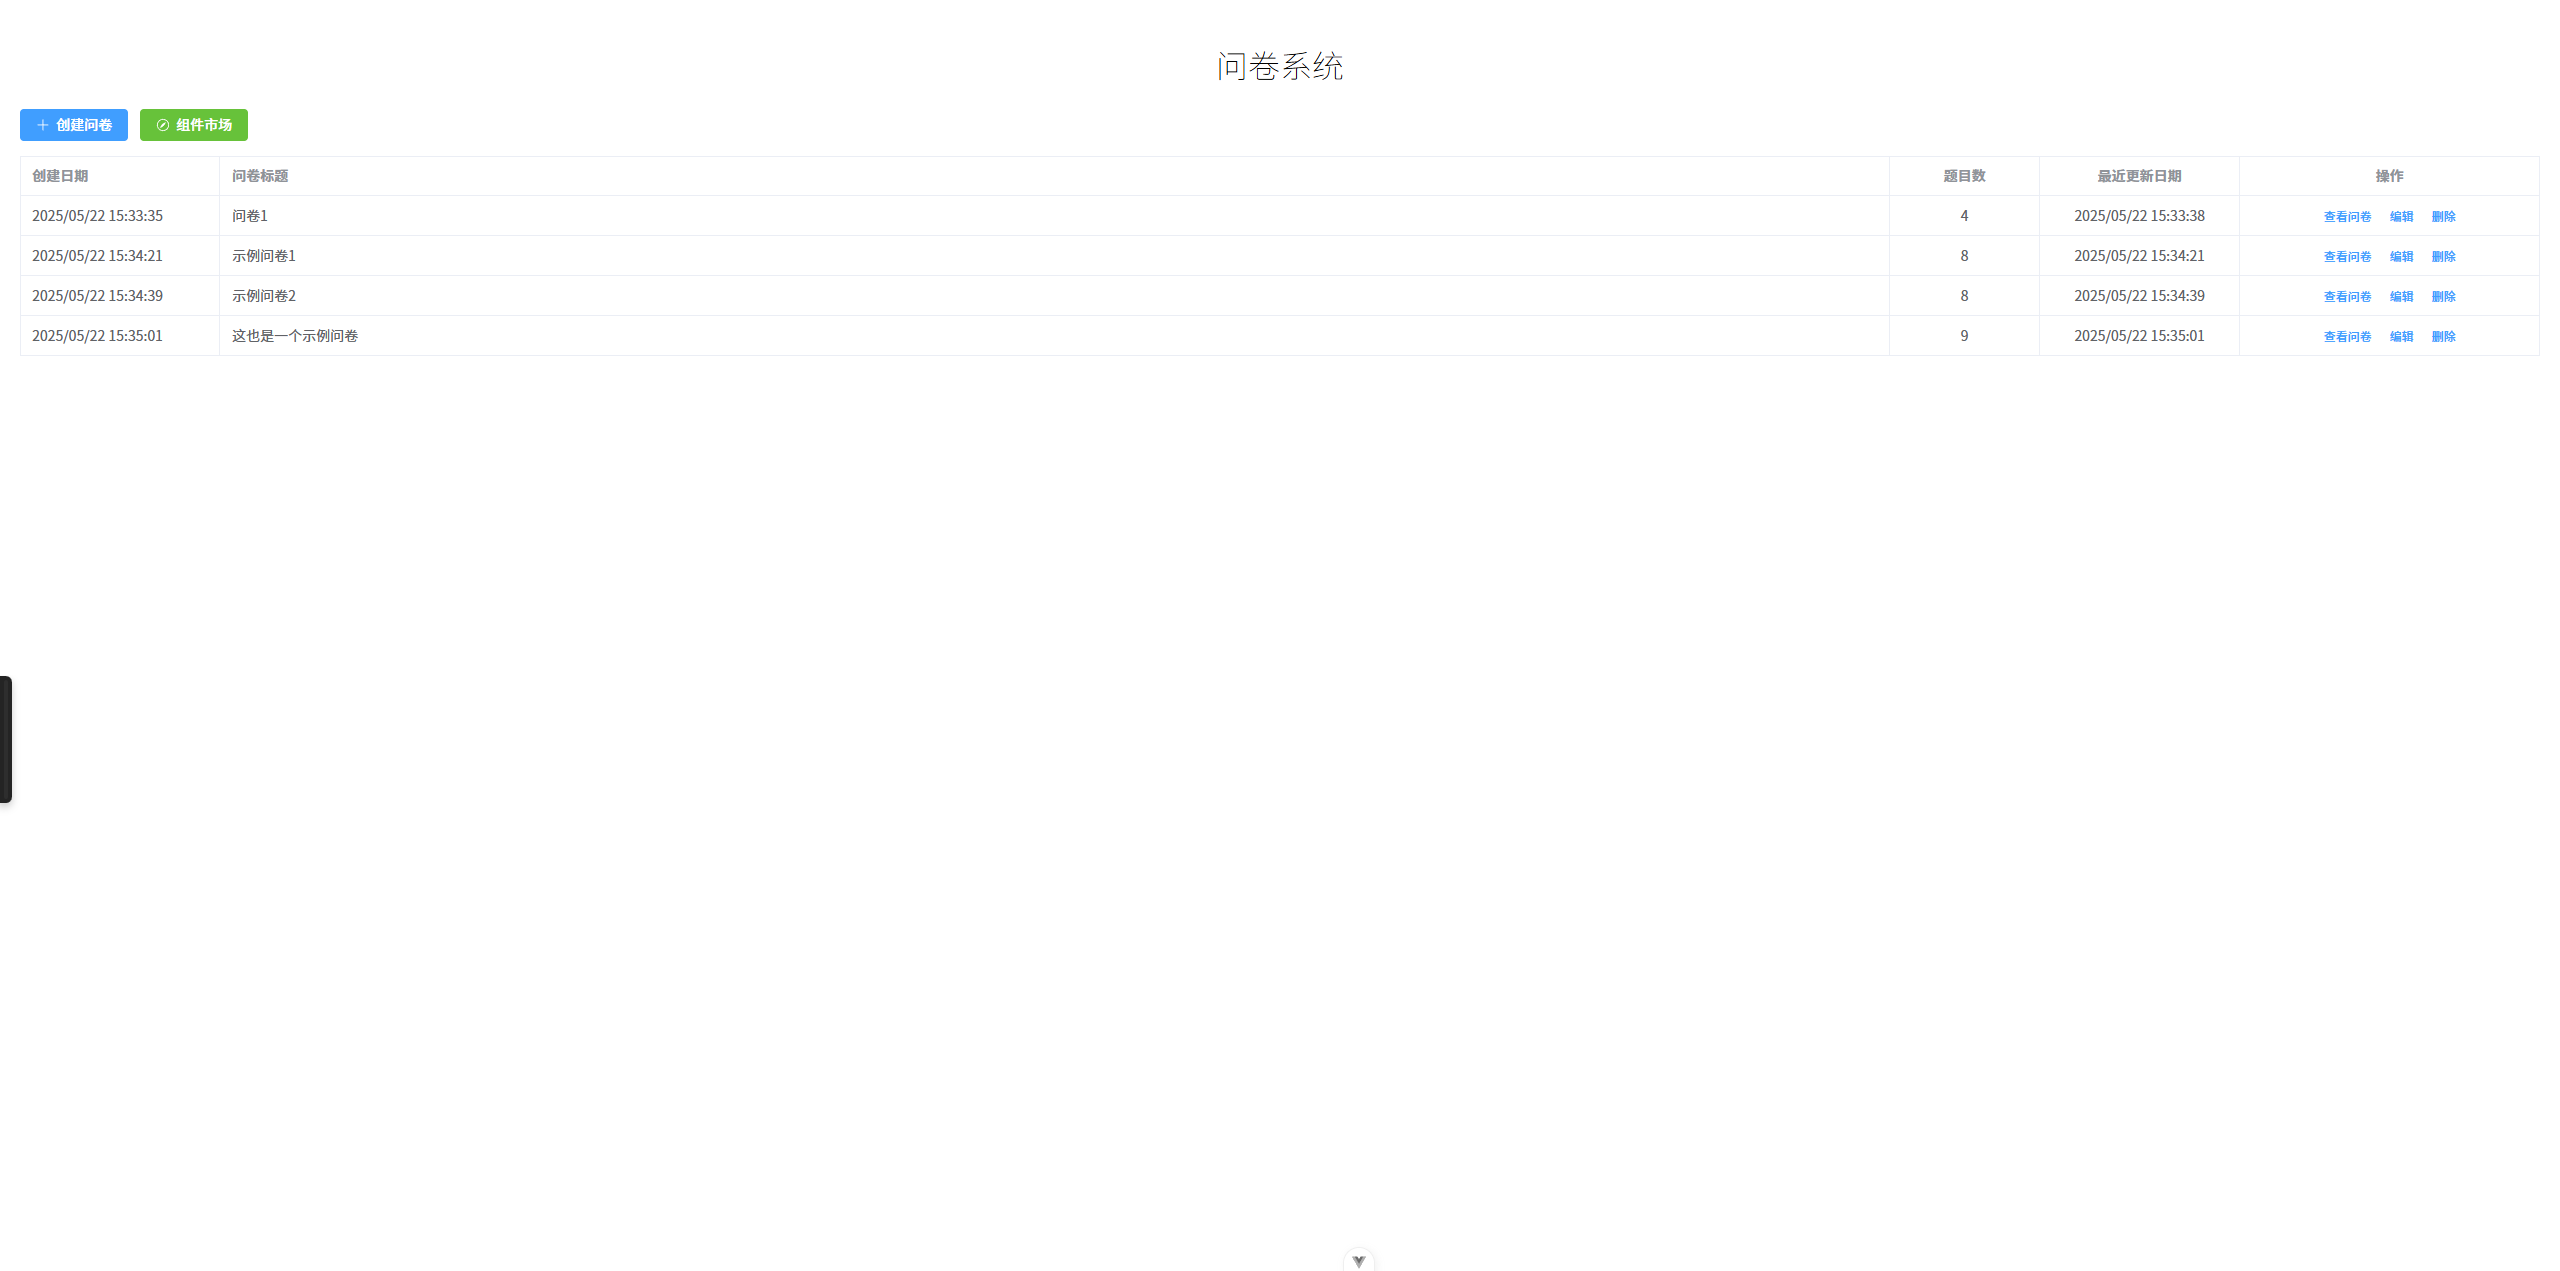 问卷系统
创建问卷 组件市场
创建日期 问卷标题 题目数 最近更新日期 操作
2025/05/22 15:33:35 问卷1 4 2025/05/22 15:33:38 查看问卷 编辑 删除
2025/05/22 15:34:21 示例问卷1 8 2025/05/22 15:34:21 查看问卷 编辑 删除
2025/05/22 15:34:39 示例问卷2 8 2025/05/22 15:34:39 查看问卷 编辑 删除
2025/05/22 15:35:01 这也是一个示例问卷 9 2025/05/22 15:35:01 查看问卷 编辑 删除